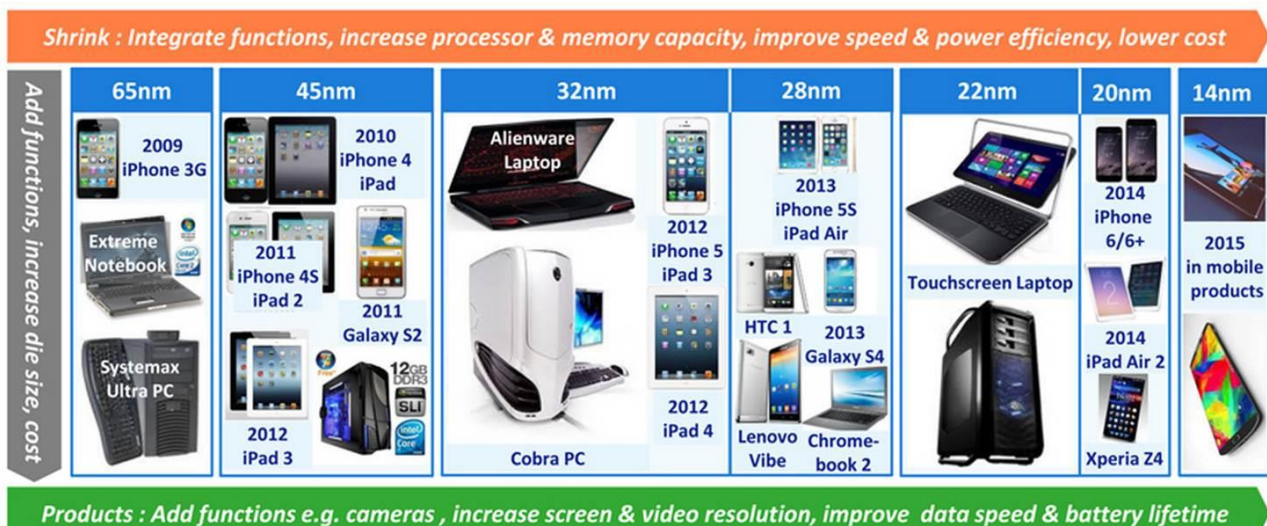 Shrink : Integrate functions, increase processor & memory capacity, improve speed & power efficiency, lower cost
Add functions, increase die size, cost
65nm
2009
iPhone 3G
Extreme
Notebook
intel
Core 2
Systemax
Ultra PC
45nm
2010
iPhone 4
iPad
2011
iPhone 4S
iPad 2
2011
Galaxy S2
2012
iPad 3
12GB
DDR3
SLI
intel
Core
32nm
Alienware
Laptop
2012
iPhone 5
iPad 3
Cobra PC
2012
iPad 4
28nm
2013
iPhone 5S
iPad Air
HTC 1
2013
Galaxy S4
Lenovo
Vibe
Chrome-
book 2
22nm
Touchscreen Laptop
20nm
2014
iPhone
6/6+
2014
iPad Air 2
Xperia Z4
14nm
2015
in mobile
products
Products : Add functions e.g. cameras , increase screen & video resolution, improve data speed & battery lifetime